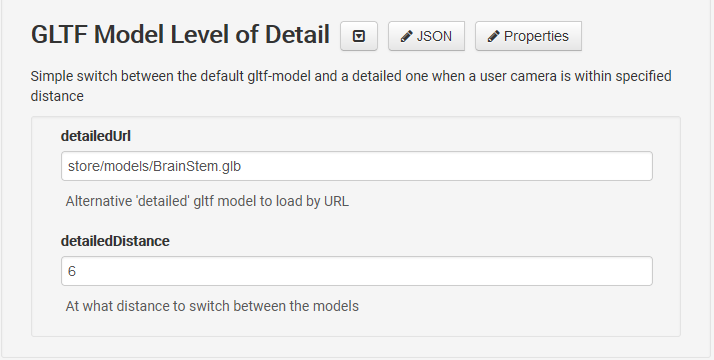 GLTF Model Level of Detail JSON Properties
Simple switch between the default gltf-model and a detailed one when a user camera is within specified
distance
detailedUrl
store/models/BrainStem.glb
Alternative 'detailed' gltf model to load by URL
detailedDistance
6
At what distance to switch between the models